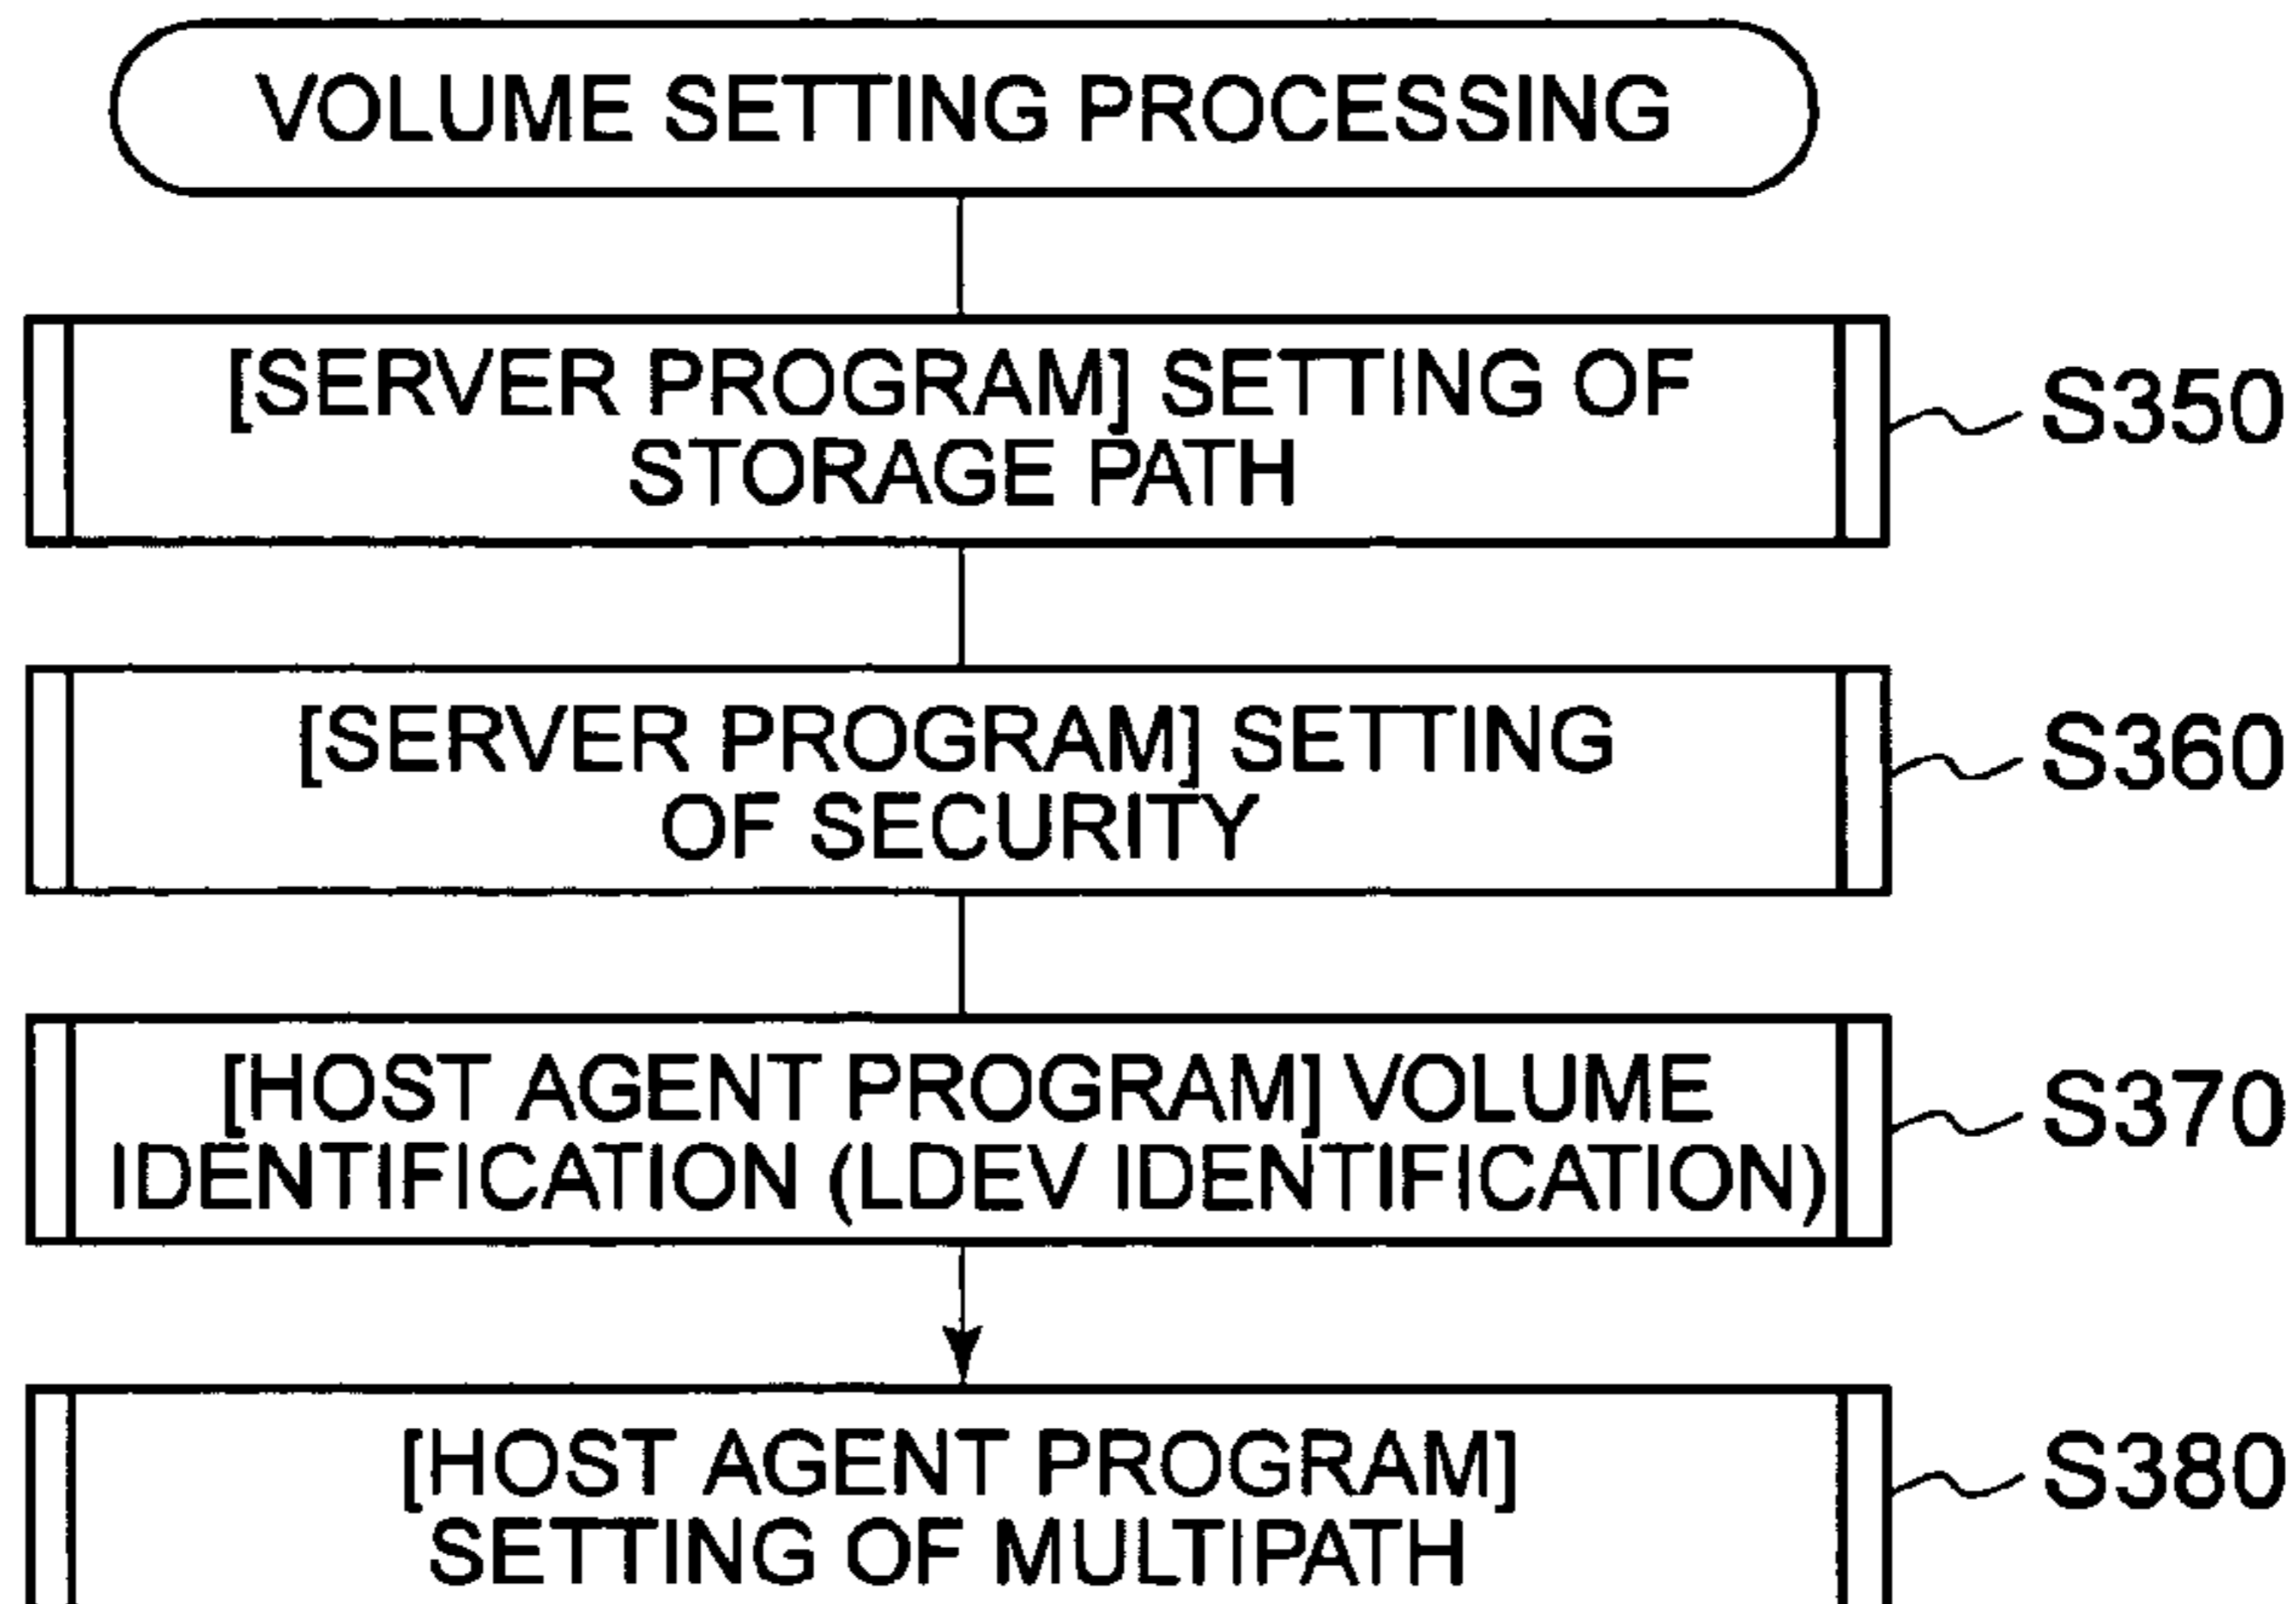 VOLUME SETTING PROCESSING
[SERVER PROGRAM] SETTING OF
STORAGE PATH
S350
[SERVER PROGRAM] SETTING
OF SECURITY
S360
[HOST AGENT PROGRAM] VOLUME
IDENTIFICATION (LDEV IDENTIFICATION)
S370
[HOST AGENT PROGRAM]
SETTING OF MULTIPATH
S380